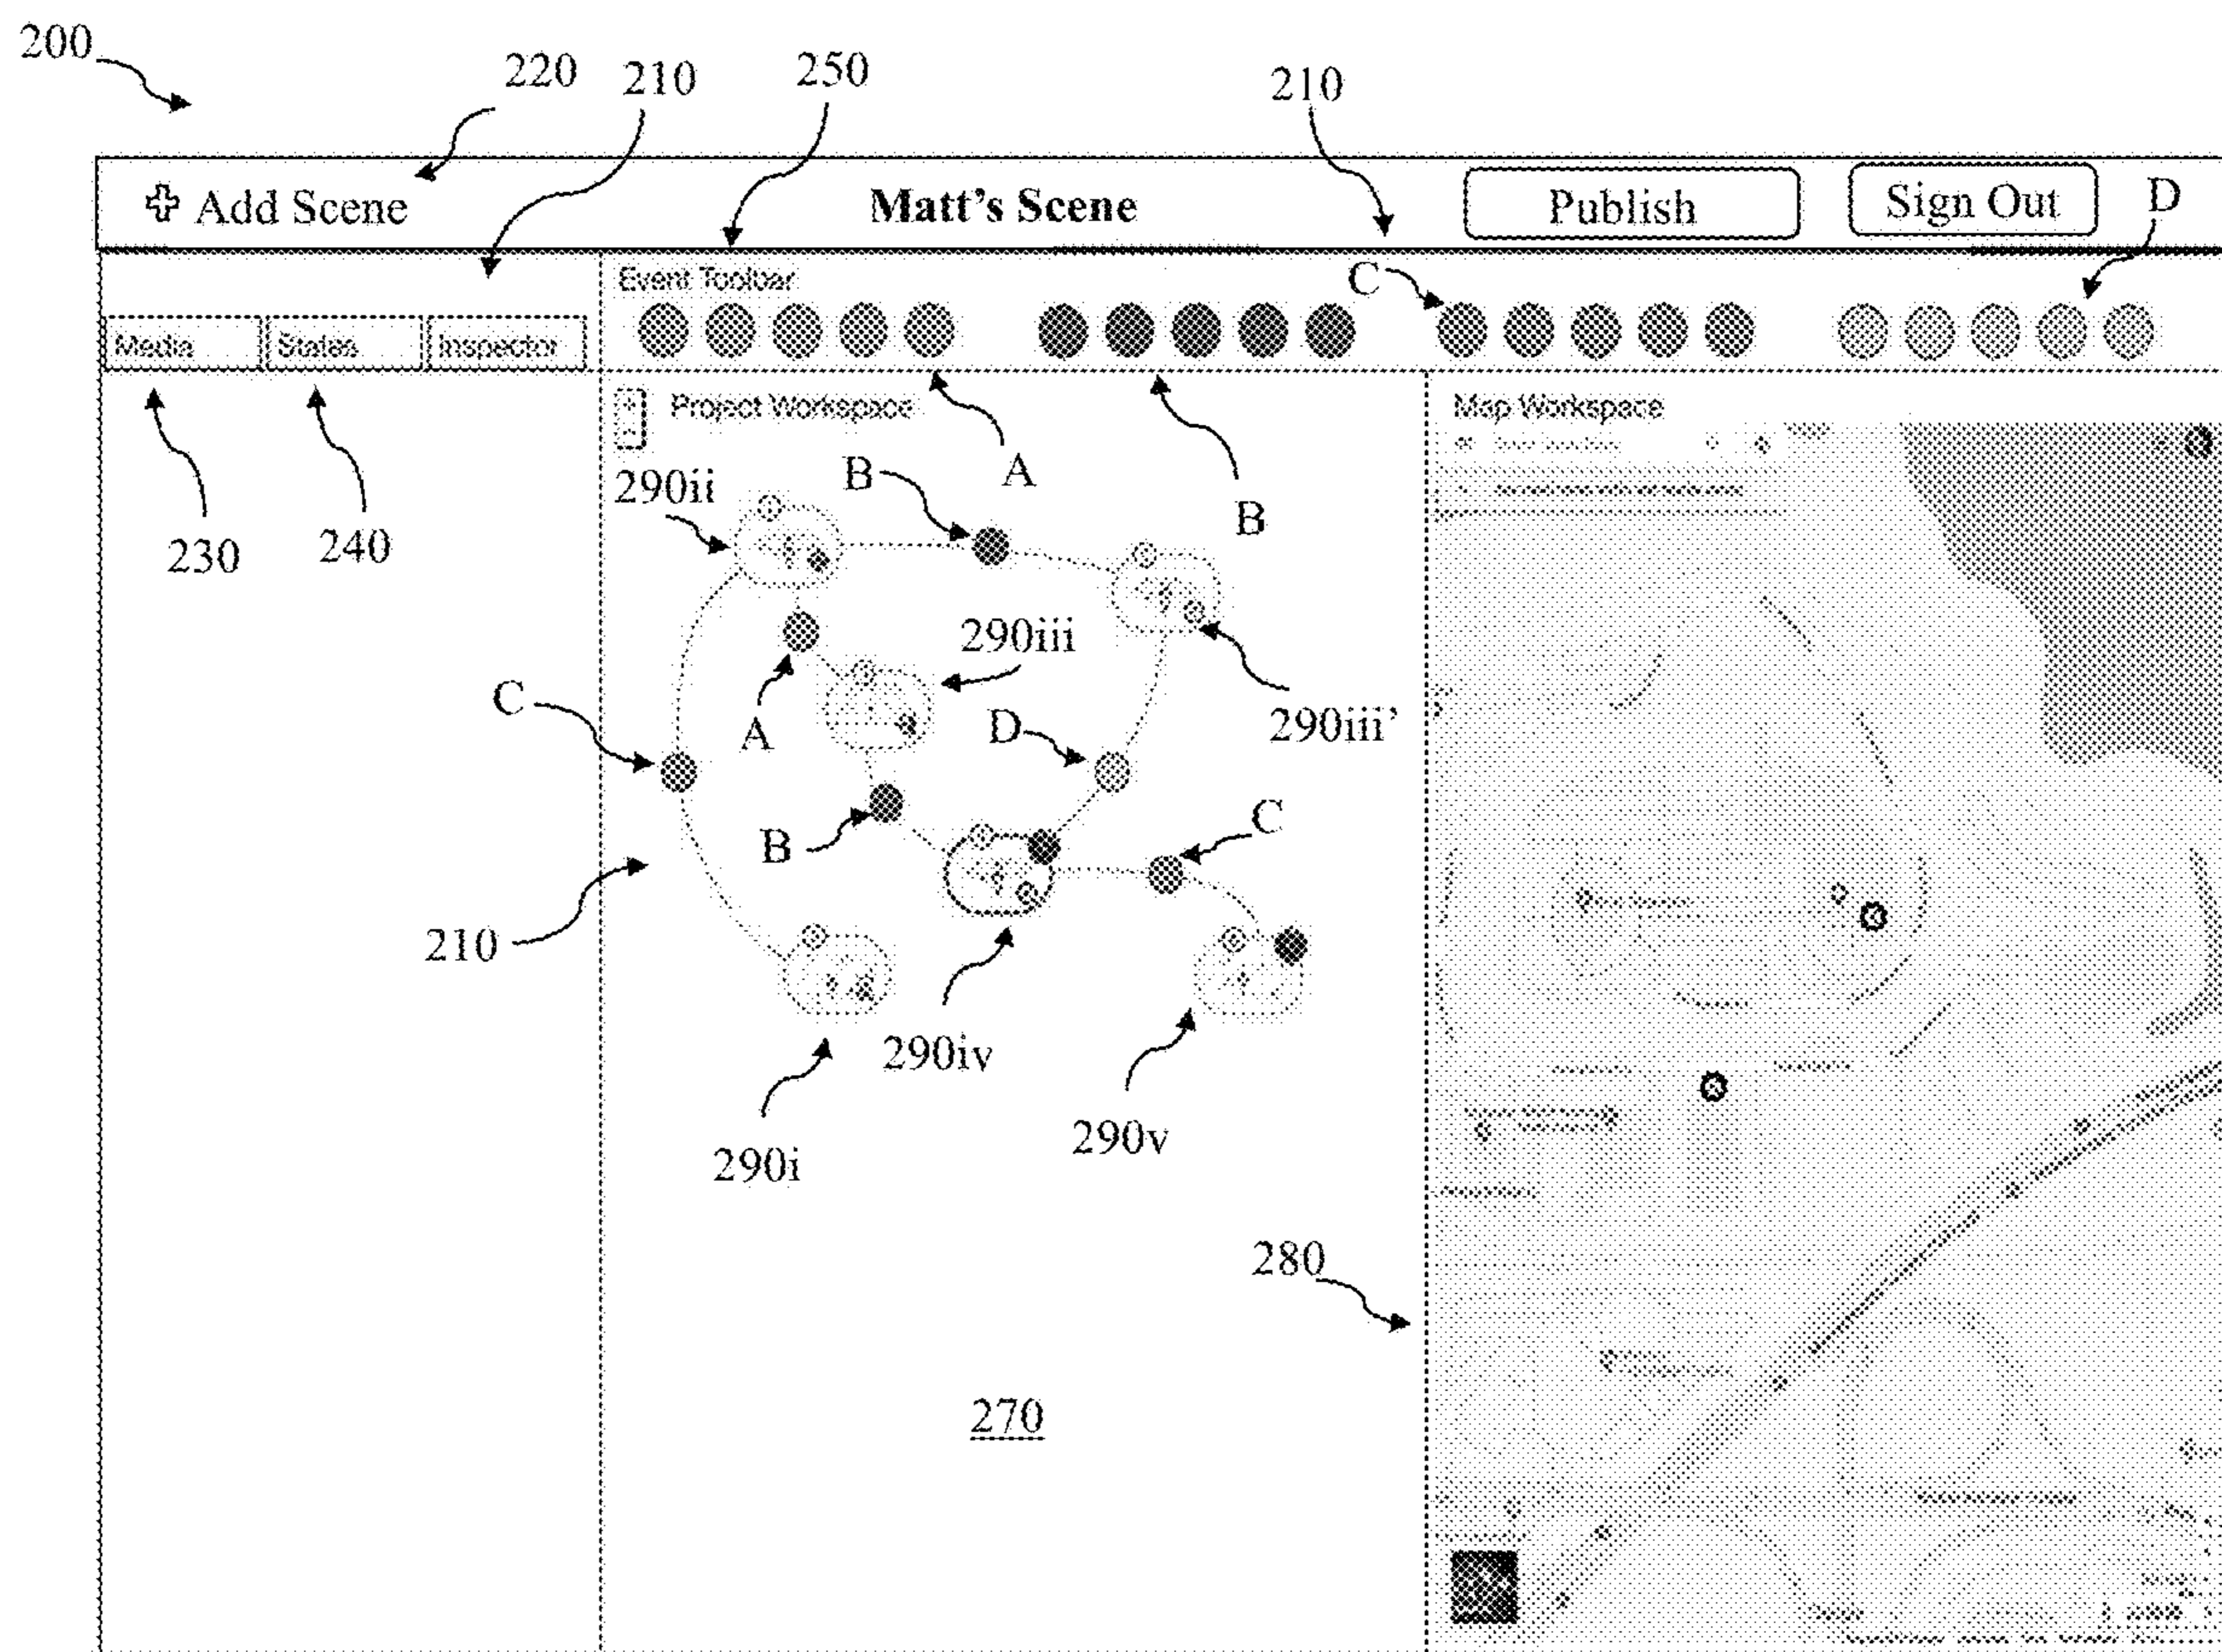 200
220
210
250
210
Add Scene
Matt's Scene
Publish
Sign Out
D
Event Toolbar
C
Media
States
Inspector
Project Workspace
Map Workspace
A
B
B
290ii
230
240
290iii
290iii'
C
A
D
B
C
210
290iv
290i
290v
280
270